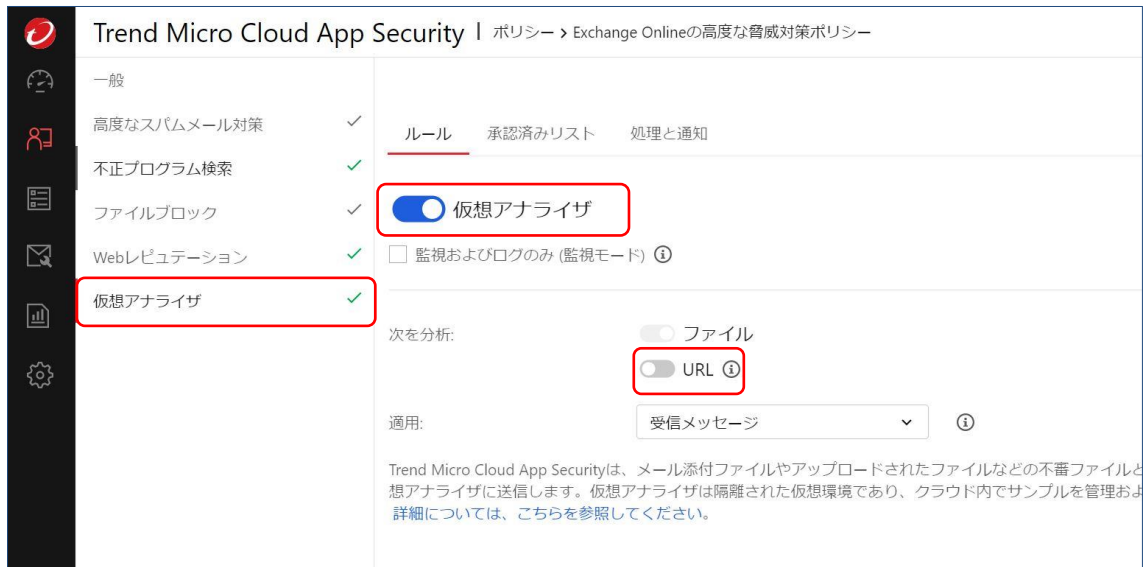 Trend Micro Cloud App Security | ポリシー > Exchange Onlineの高度な脅威対策ポリシー
一般
高度なスパムメール対策
不正プログラム検索
ファイルブロック
Webレピュテーション
仮想アナライザ
ルール 承認済みリスト 処理と通知
仮想アナライザ
監視およびログのみ (監視モード)
次を分析:
ファイル
URL
適用:
受信メッセージ
Trend Micro Cloud App Securityは、メール添付ファイルやアップロードされたファイルなどの不審ファイルと
想アナライザに送信します。仮想アナライザは隔離された仮想環境であり、クラウド内でサンプルを管理およ
詳細については、こちらを参照してください。